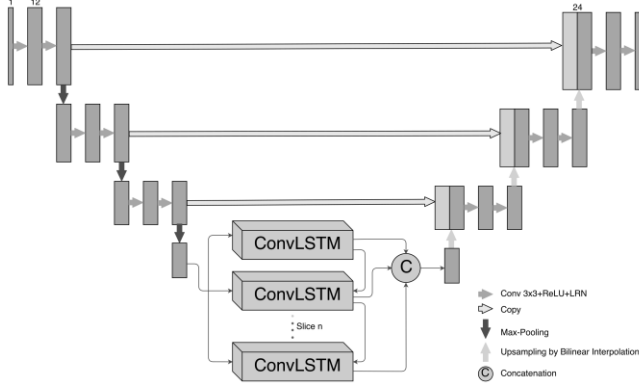 1
12
24
ConvLSTM
C
ConvLSTM
Slice n
ConvLSTM
Conv 3x3+ReLU+LRN
Copy
Max-Pooling
Upsampling by Bilinear Interpolation
C Concatenation